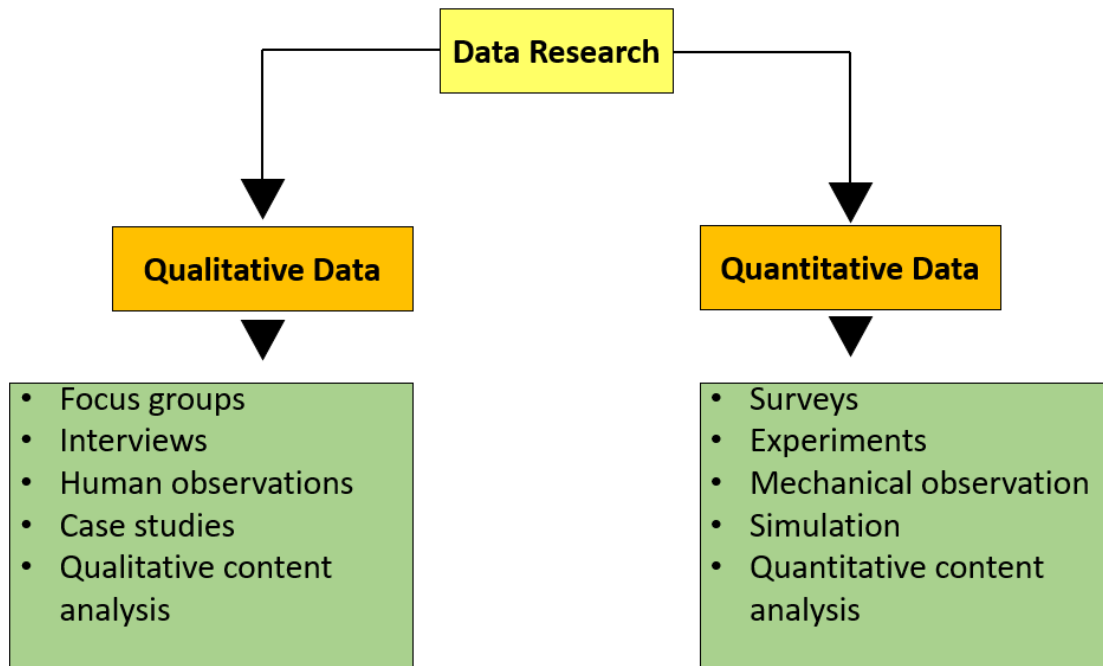 Data Research
Qualitative Data
Quantitative Data
• Focus groups
• Interviews
• Human observations
• Case studies
• Qualitative content
analysis
• Surveys
• Experiments
• Mechanical observation
• Simulation
• Quantitative content
analysis